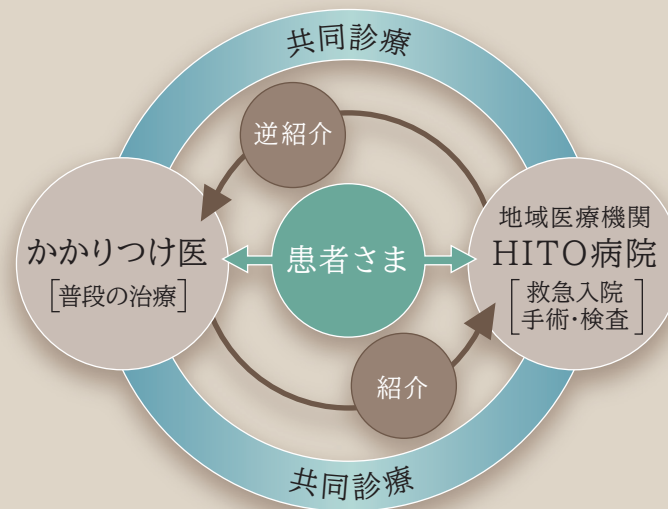 共同診療
逆紹介
かかりつけ医
[普段の治療]
患者さま
地域医療機関
HITO病院
[救急入院
手術・検査]
紹介
共同診療